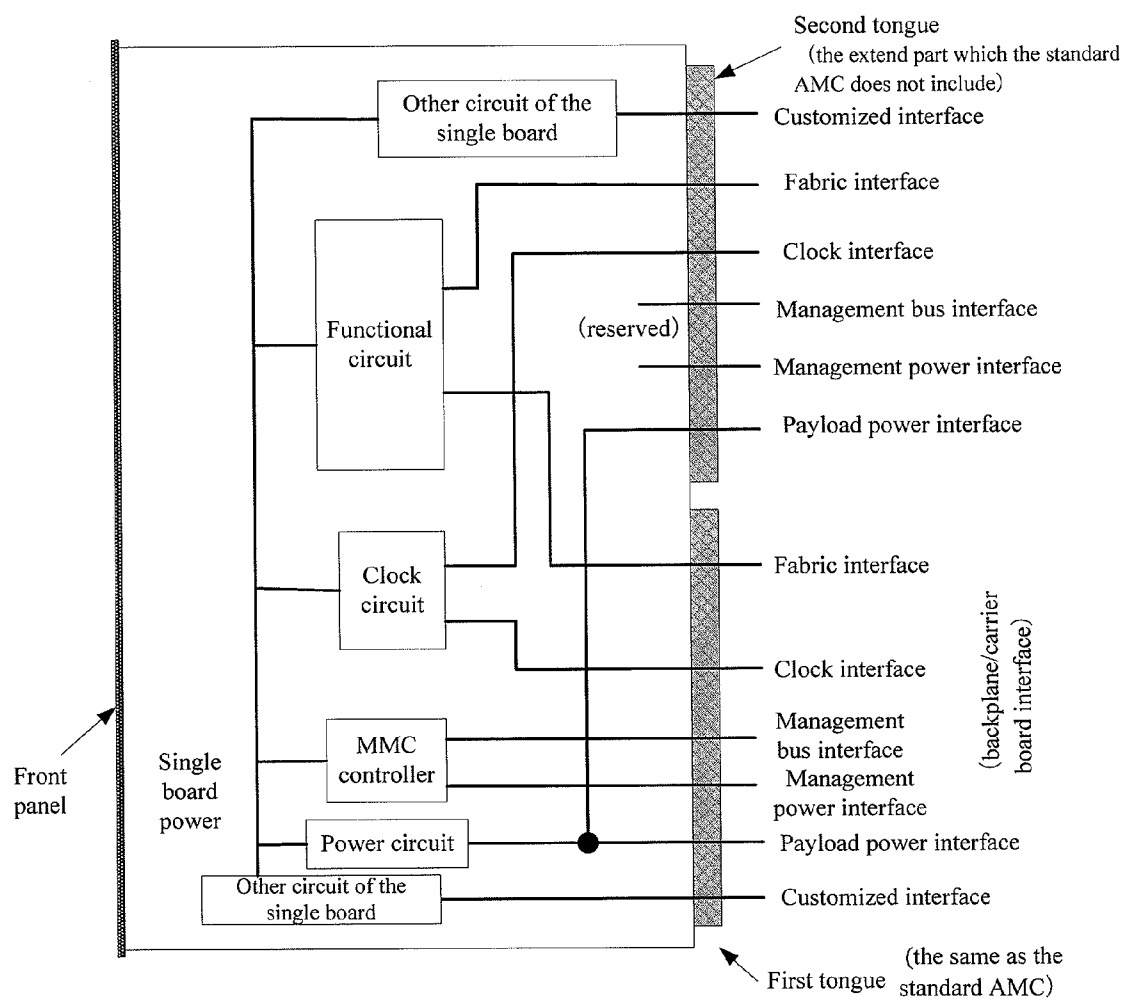 Second tongue
(the extend part which the standard
AMC does not include)
Other circuit of the
single board
Customized interface
Fabric interface
Clock interface
Functional
circuit
(reserved)
Management bus interface
Management power interface
Payload power interface
Clock
circuit
Fabric interface
Clock interface
(backplane/carrier
board interface)
MMC
controller
Management
bus interface
Management
power interface
Front
panel
Single
board
power
Power circuit
Payload power interface
Other circuit of the
single board
Customized interface
First tongue
(the same as the
standard AMC)